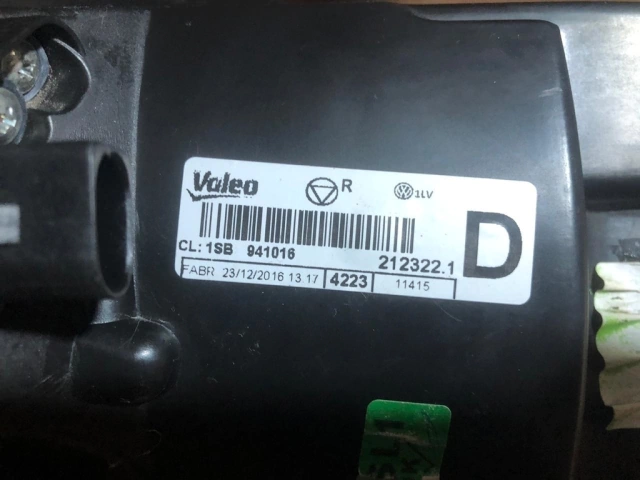 Valeo R 1LV
D
CL: 1SB 941016 212322.1
FABR 23/12/2016 13.17 4223 11415